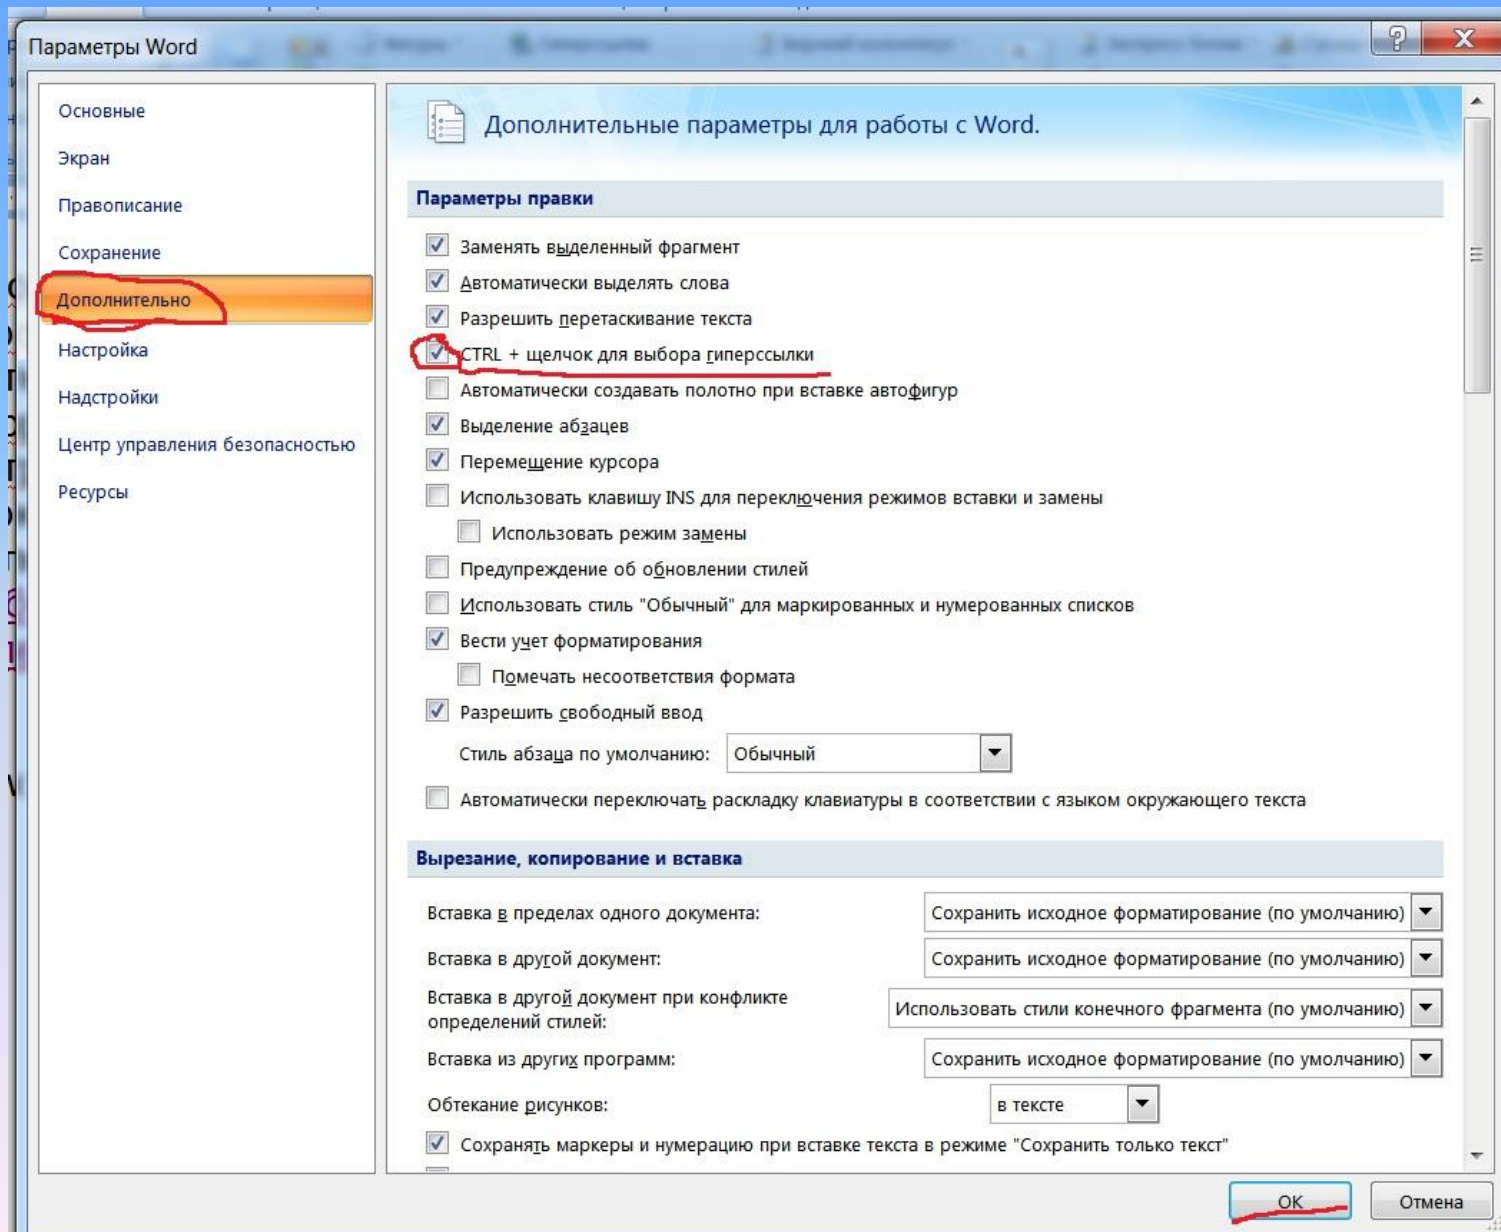 Параметры Word
Основные
Экран
Правописание
Сохранение
Дополнительно
Настройка
Надстройки
Центр управления безопасностью
Ресурсы
Дополнительные параметры для работы с Word.
Параметры правки
Заменять выделенный фрагмент
Автоматически выделять слова
Разрешить перетаскивание текста
CTRL + щелчок для выбора гиперссылки
Автоматически создавать полотно при вставке автофигур
Выделение абзацев
Перемещение курсора
Использовать клавишу INS для переключения режимов вставки и замены
Использовать режим замены
Предупреждение об обновлении стилей
Использовать стиль "Обычный" для маркированных и нумерованных списков
Вести учет форматирования
Помечать несоответствия формата
Разрешить свободный ввод
Стиль абзаца по умолчанию: Обычный
Автоматически переключать раскладку клавиатуры в соответствии с языком окружающего текста
Вырезание, копирование и вставка
Вставка в пределах одного документа: Сохранить исходное форматирование (по умолчанию)
Вставка в другой документ: Сохранить исходное форматирование (по умолчанию)
Вставка в другой документ при конфликте
определений стилей: Использовать стили конечного фрагмента (по умолчанию)
Вставка из других программ: Сохранить исходное форматирование (по умолчанию)
Обтекание рисунков: в тексте
Сохранять маркеры и нумерацию при вставке текста в режиме "Сохранить только текст"
ОК Отмена